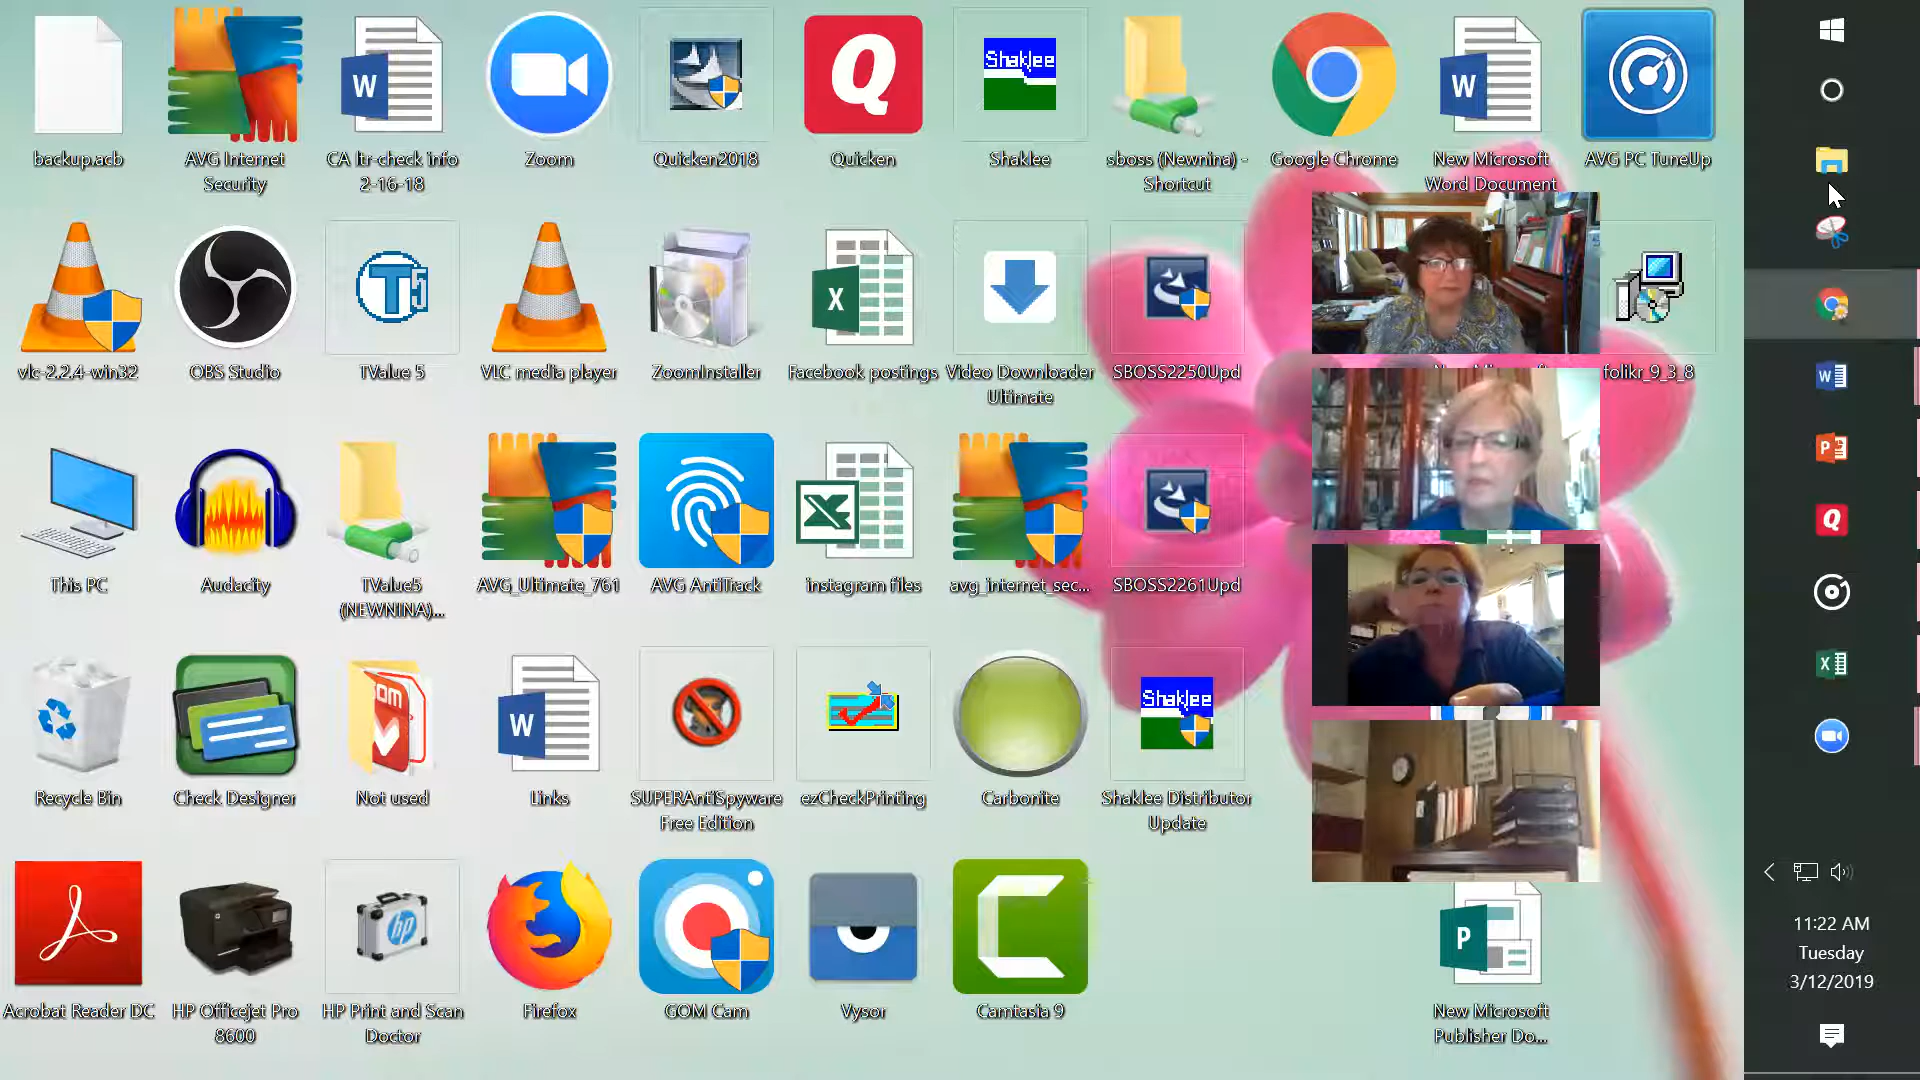 backup.acb
AVG Internet
Security
CA ltr-check info
2-16-18
Zoom
Quicken2018
Quicken
Shaklee
Shaklee
sboss (Newnina) -
Shortcut
Google Chrome
New Microsoft
Word Document
AVG PC TuneUp
vlc-2.2.4-win32
OBS Studio
TValue 5
VLC media player
ZoomInstaller
Facebook postings
Video Downloader
Ultimate
SBOSS2250Upd
folikr_9_3_8
This PC
Audacity
TValue5
(NEWNINA)...
AVG_Ultimate_761
AVG AntiTrack
instagram files
avg_internet_sec...
SBOSS2261Upd
Recycle Bin
Check Designer
Not used
Links
SUPERAntiSpyware
Free Edition
ezCheckPrinting
Carbonite
Shaklee
Shaklee Distributor
Update
Acrobat Reader DC
HP Officejet Pro
8600
HP Print and Scan
Doctor
Firefox
GOM Cam
Vysor
Camtasia 9
New Microsoft
Publisher Do...
11:22 AM
Tuesday
3/12/2019